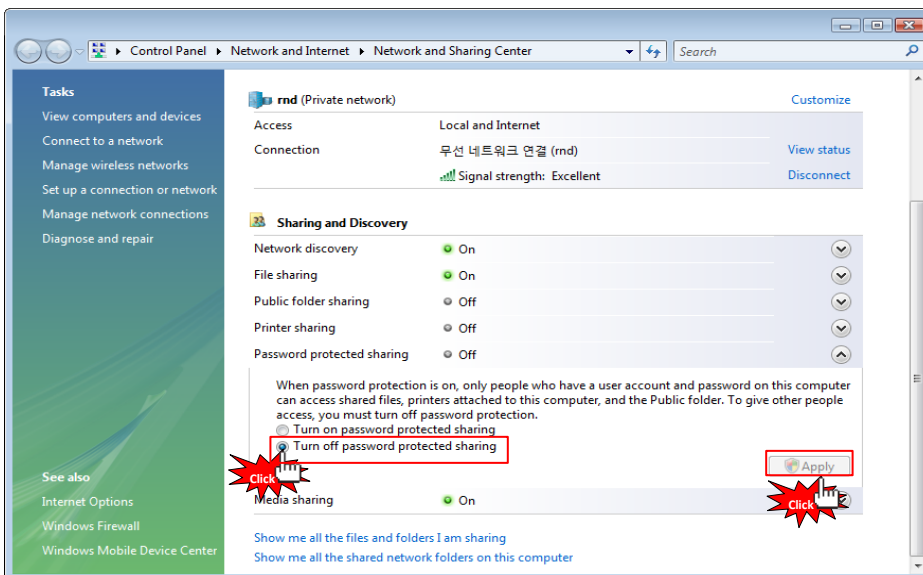 Control Panel ▸ Network and Internet ▸ Network and Sharing Center
Search
Tasks
View computers and devices
Connect to a network
Manage wireless networks
Set up a connection or network
Manage network connections
Diagnose and repair
See also
Internet Options
Windows Firewall
Windows Mobile Device Center
rnd (Private network) Customize
Access Local and Internet
Connection 무선 네트워크 연결 (rnd) View status
Signal strength: Excellent Disconnect
Sharing and Discovery
Network discovery On
File sharing On
Public folder sharing Off
Printer sharing Off
Password protected sharing Off
When password protection is on, only people who have a user account and password on this computer
can access shared files, printers attached to this computer, and the Public folder. To give other people
access, you must turn off password protection.
Turn on password protected sharing
Turn off password protected sharing
Click
Apply
Click
Media sharing On
Show me all the files and folders I am sharing
Show me all the shared network folders on this computer